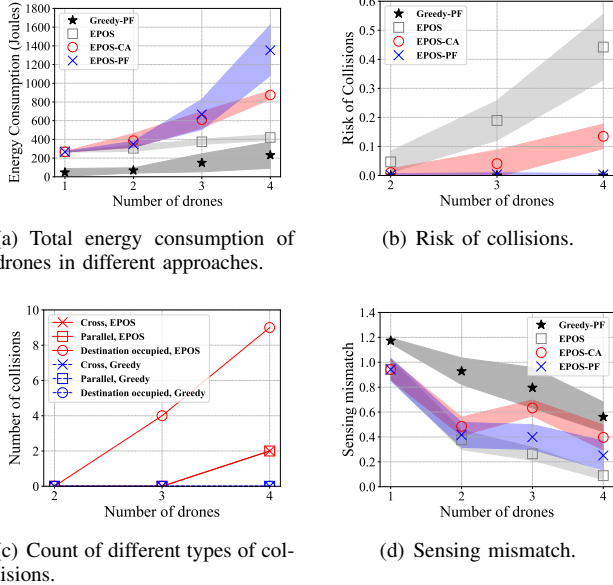 Energy Consumption (Joules)
1800
1600
1400
1200
1000
800
600
400
200
0
Greedy-PF
EPOS
EPOS-CA
EPOS-PF
1 2 3 4
Number of drones
(a) Total energy consumption of
drones in different approaches.
Risk of Collisions
0.6
0.5
0.4
0.3
0.2
0.1
0.0
Greedy-PF
EPOS
EPOS-CA
EPOS-PF
2 3 4
Number of drones
(b) Risk of collisions.
Number of collisions
10
8
6
4
2
0
Cross, EPOS
Parallel, EPOS
Destination occupied, EPOS
Cross, Greedy
Parallel, Greedy
Destination occupied, Greedy
2 3 4
Number of drones
(c) Count of different types of col-
lisions.
Sensing mismatch
1.4
1.2
1.0
0.8
0.6
0.4
0.2
0.0
Greedy-PF
EPOS
EPOS-CA
EPOS-PF
1 2 3 4
Number of drones
(d) Sensing mismatch.